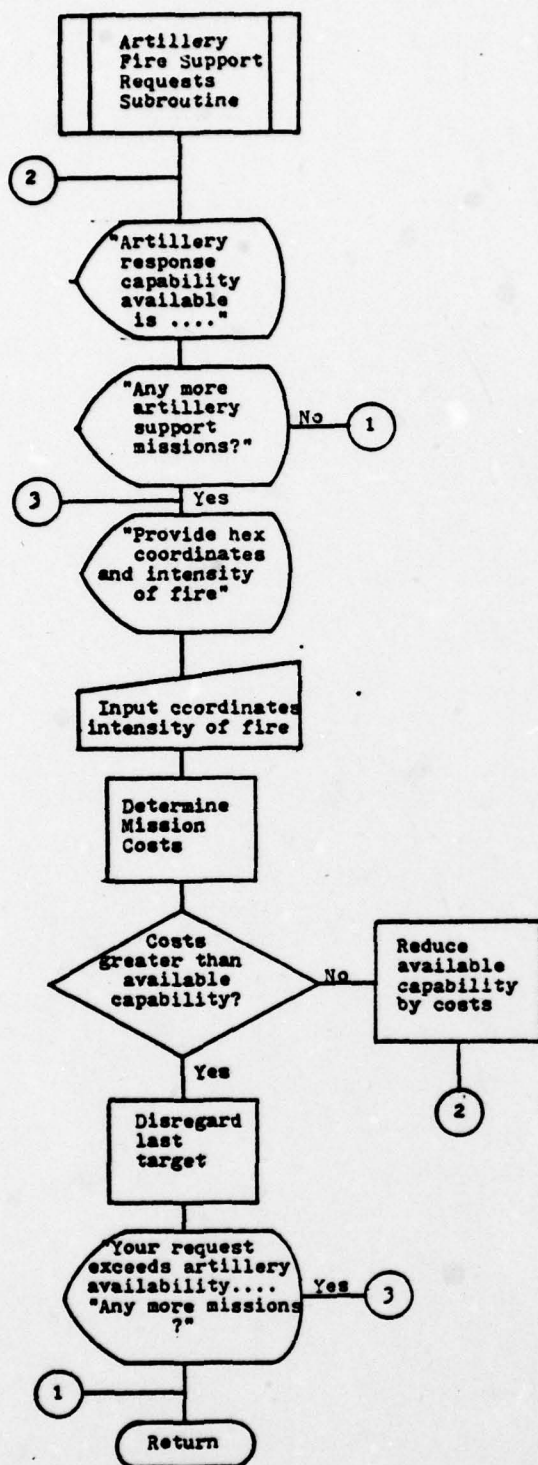 Artillery
Fire Support
Requests
Subroutine
2
"Artillery
response
capability
available
is ...."
"Any more
artillery
support
missions?"
No
1
3
Yes
"Provide hex
coordinates
and intensity
of fire"
Input coordinates
intensity of fire
Determine
Mission
Costs
Costs
greater than
available
capability?
No
Reduce
available
capability
by costs
2
Yes
Disregard
last
target
"Your request
exceeds artillery
availability....
"Any more missions
?"
Yes
3
1
Return